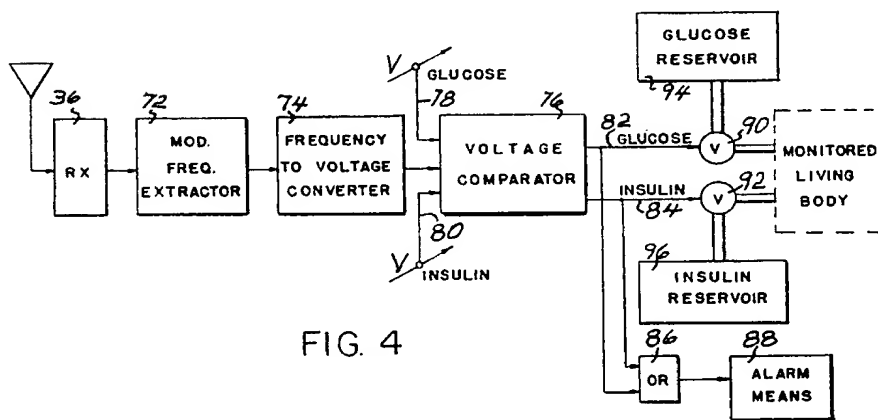 36
RX
72
MOD.
FREQ.
EXTRACTOR
74
FREQUENCY
TO VOLTAGE
CONVERTER
V
GLUCOSE
78
76
VOLTAGE
COMPARATOR
80
V
INSULIN
GLUCOSE
RESERVOIR
94
82
GLUCOSE
V
90
INSULIN
84
V
92
MONITORED
LIVING
BODY
96
INSULIN
RESERVOIR
86
OR
88
ALARM
MEANS
FIG. 4